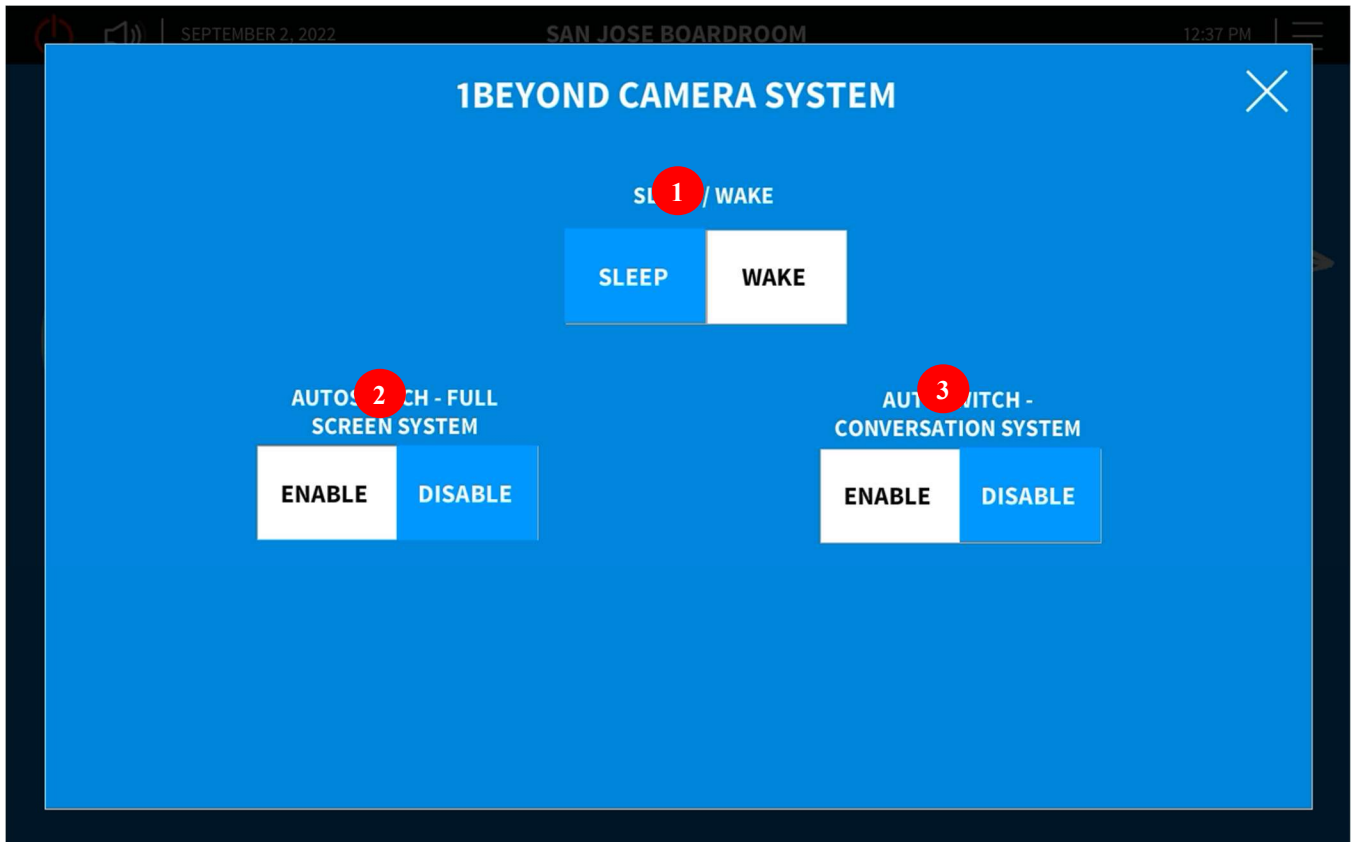 SEPTEMBER 2, 2022
SAN JOSE BOARDROOM
12:37 PM
1BEYOND CAMERA SYSTEM
1
/ WAKE
SLEEP
WAKE
2
- FULL
SCREEN SYSTEM
3
-
CONVERSATION SYSTEM
ENABLE
DISABLE
ENABLE
DISABLE